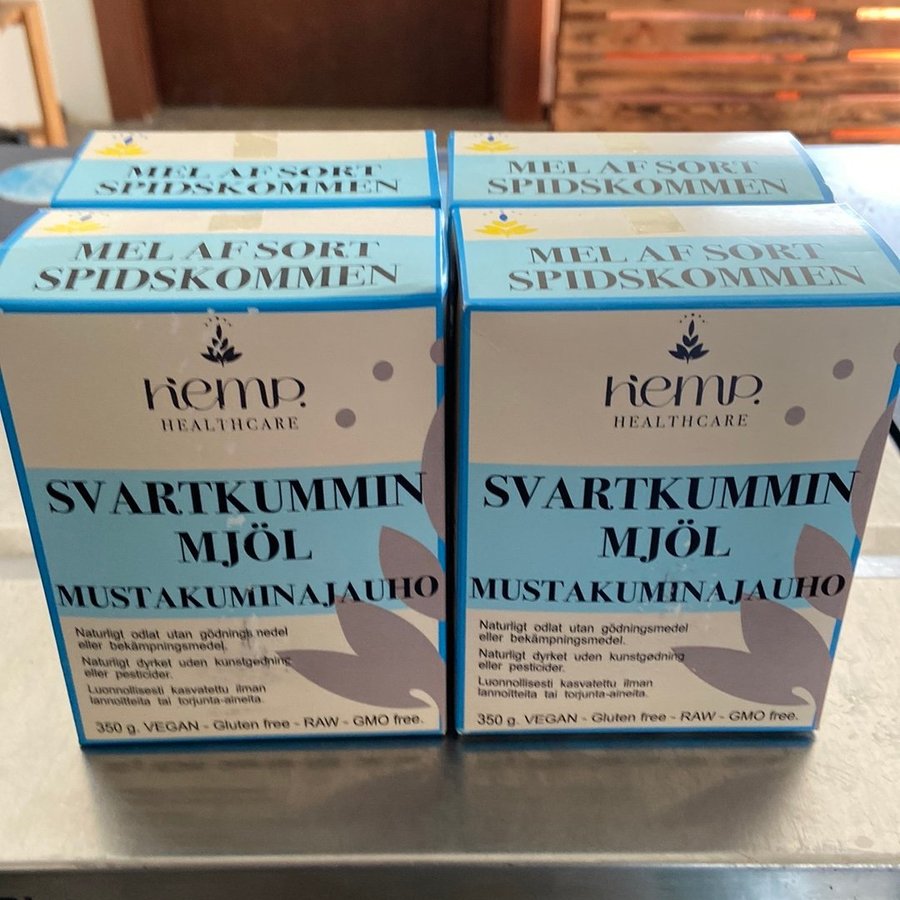 MEL AF SORT
SPIDSKOMMEN
MEL AF SORT
SPIDSKOMMEN
MEL AF SORT
SPIDSKOMMEN
hemp.
HEALTHCARE
SVARTKUMMIN
MJÖL
MUSTAKUMINAJAUHO
Naturligt odlat utan gödningsmedel
eller bekämpningsmedel.
Naturligt dyrket uden kunstgødning
eller pesticider.
Luonnollisesti kasvatettu ilman
lannoitteita tai torjunta-aineita.
350 g. VEGAN - Gluten free - RAW - GMO free.
MEL AF SORT
SPIDSKOMMEN
hemp.
HEALTHCARE
SVARTKUMMIN
MJÖL
MUSTAKUMINAJAUHO
Naturligt odlat utan gödningsmedel
eller bekämpningsmedel.
Naturligt dyrket uden kunstgødning
eller pesticider.
Luonnollisesti kasvatettu ilman
lannoitteita tai torjunta-aineita.
350 g. VEGAN - Gluten free - RAW - GMO free.